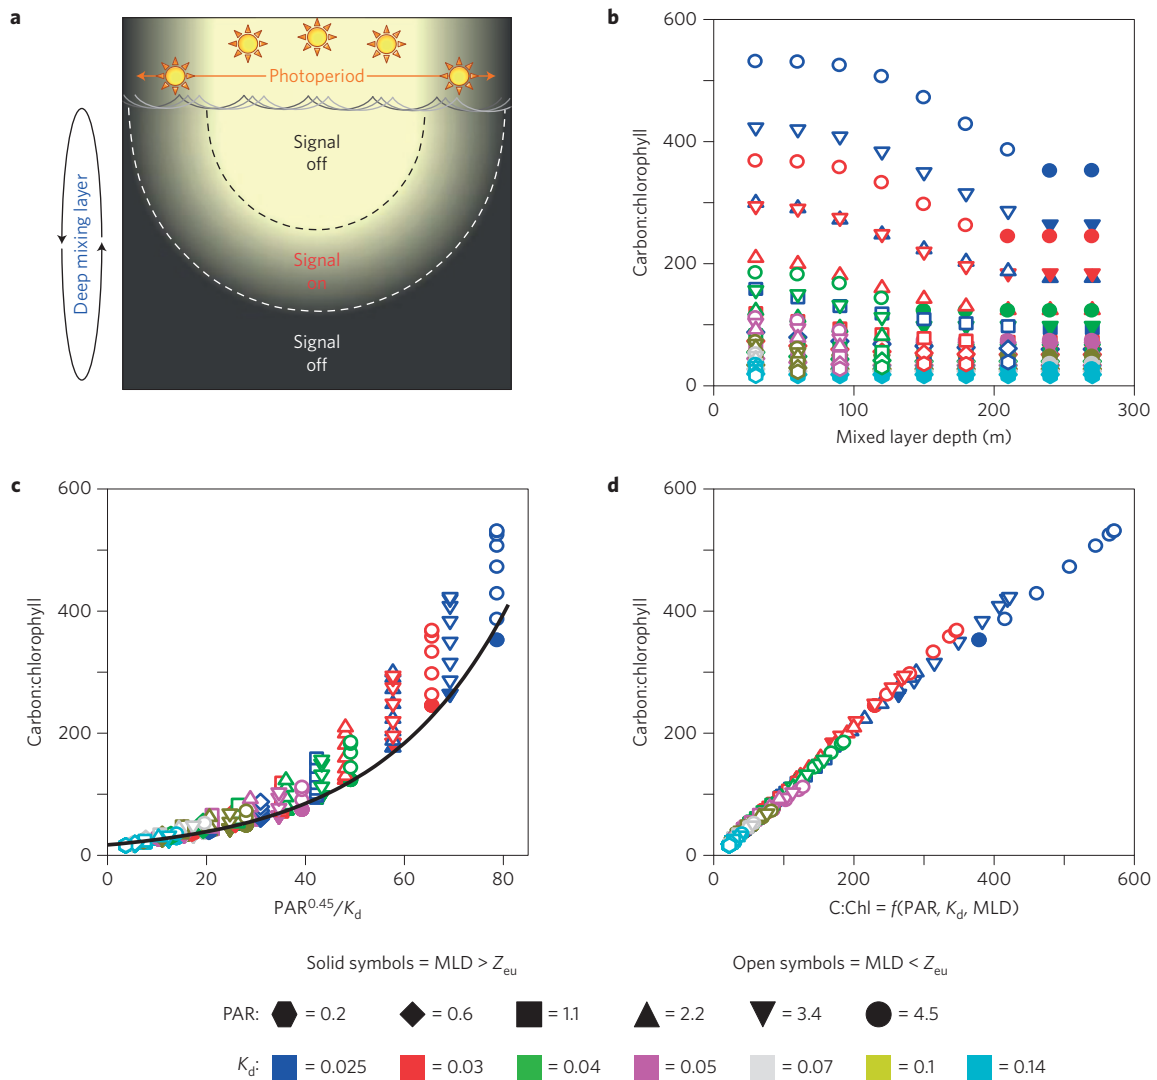 a
Photoperiod
Signal
off
Signal
on
Signal
off
Deep mixing layer
b
600
400
200
0
Carbon:chlorophyll
0 100 200 300
Mixed layer depth (m)
c
600
400
200
0
Carbon:chlorophyll
0 20 40 60 80
PAR^0.45/K_d
d
600
400
200
0
Carbon:chlorophyll
0 100 200 300 400 500 600
C:Chl = f(PAR, K_d, MLD)
Solid symbols = MLD > Z_eu Open symbols = MLD < Z_eu
PAR: = 0.2 = 0.6 = 1.1 = 2.2 = 3.4 = 4.5
K_d: = 0.025 = 0.03 = 0.04 = 0.05 = 0.07 = 0.1 = 0.14